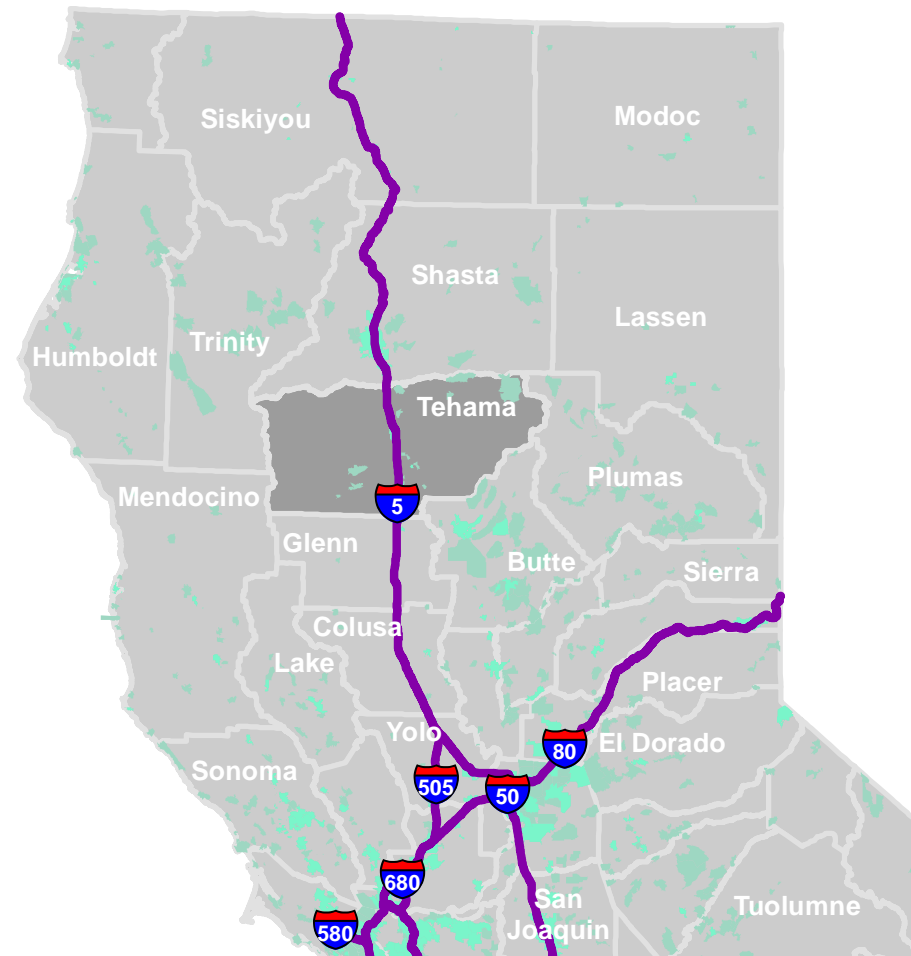 Siskiyou
Modoc
Shasta
Lassen
Trinity
Humboldt
Tehama
Plumas
Mendocino
5
Glenn
Butte
Sierra
Colusa
Lake
Placer
Yolo
El Dorado
80
Sonoma
505
50
680
San
Joaquin
Tuolumne
580